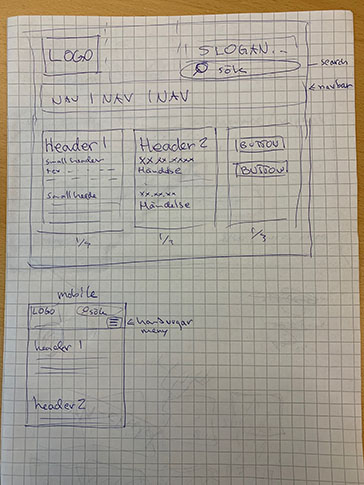 LOGO
SLOGAN...
sök
search
NAV | NAV | NAV
navbar
Header 1
Small header
Small heade
1/3
Header 2
xx.xx.xxxx
Händelse
xx.xx.xx
Händelse
1/3
BUTTON
BUTTON
1/3
mobile
LOGO
sök
hamburgar
meny
header 1
header 2